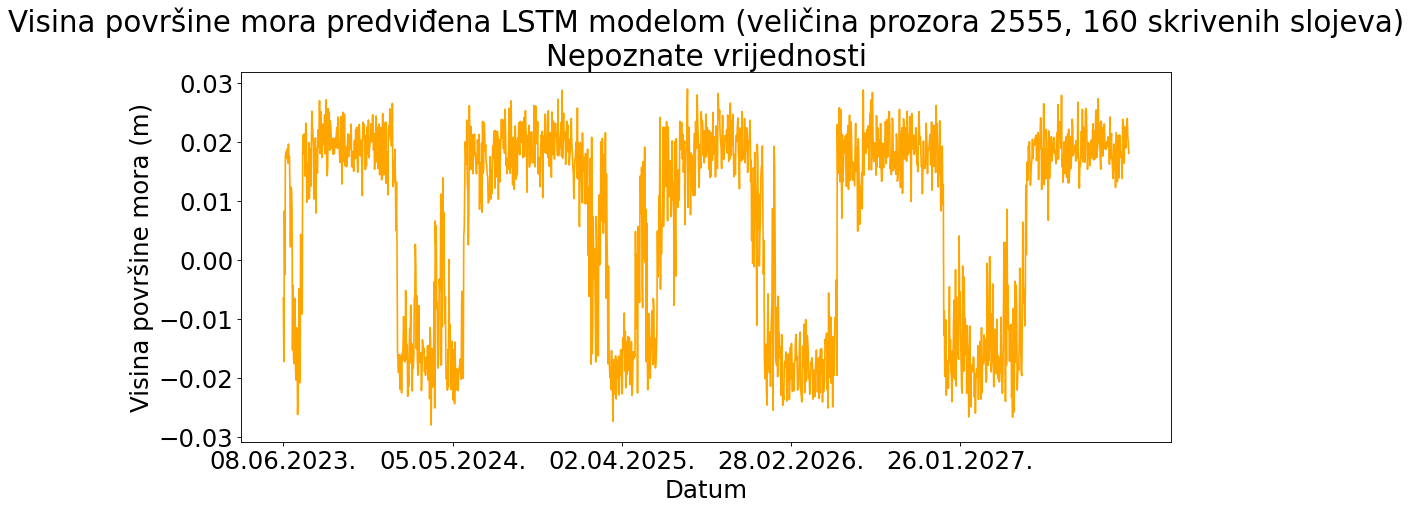 Visina površine mora predviđena LSTM modelom (veličina prozora 2555, 160 skrivenih slojeva)
Nepoznate vrijednosti
Visina površine mora (m)
0.03
0.02
0.01
0.00
−0.01
−0.02
−0.03
08.06.2023. 05.05.2024. 02.04.2025. 28.02.2026. 26.01.2027.
Datum